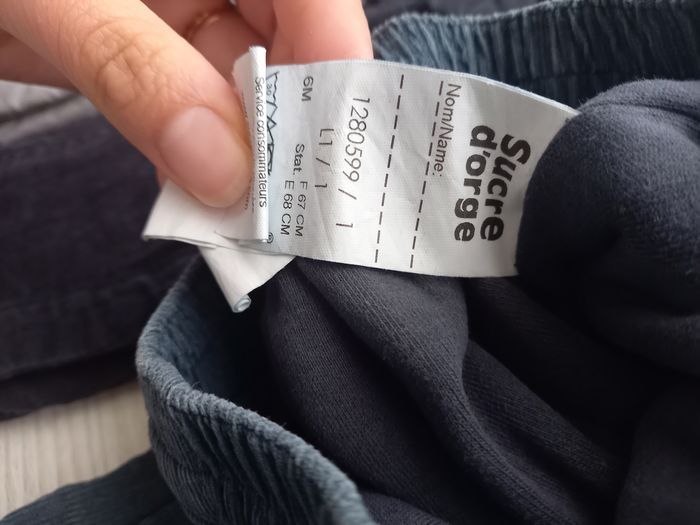 Sucre
d'orge
Nom/Name:
1280599 / 1
L1 / 1
6M
Stat. F 67 CM
E 68 CM
Service consommateurs